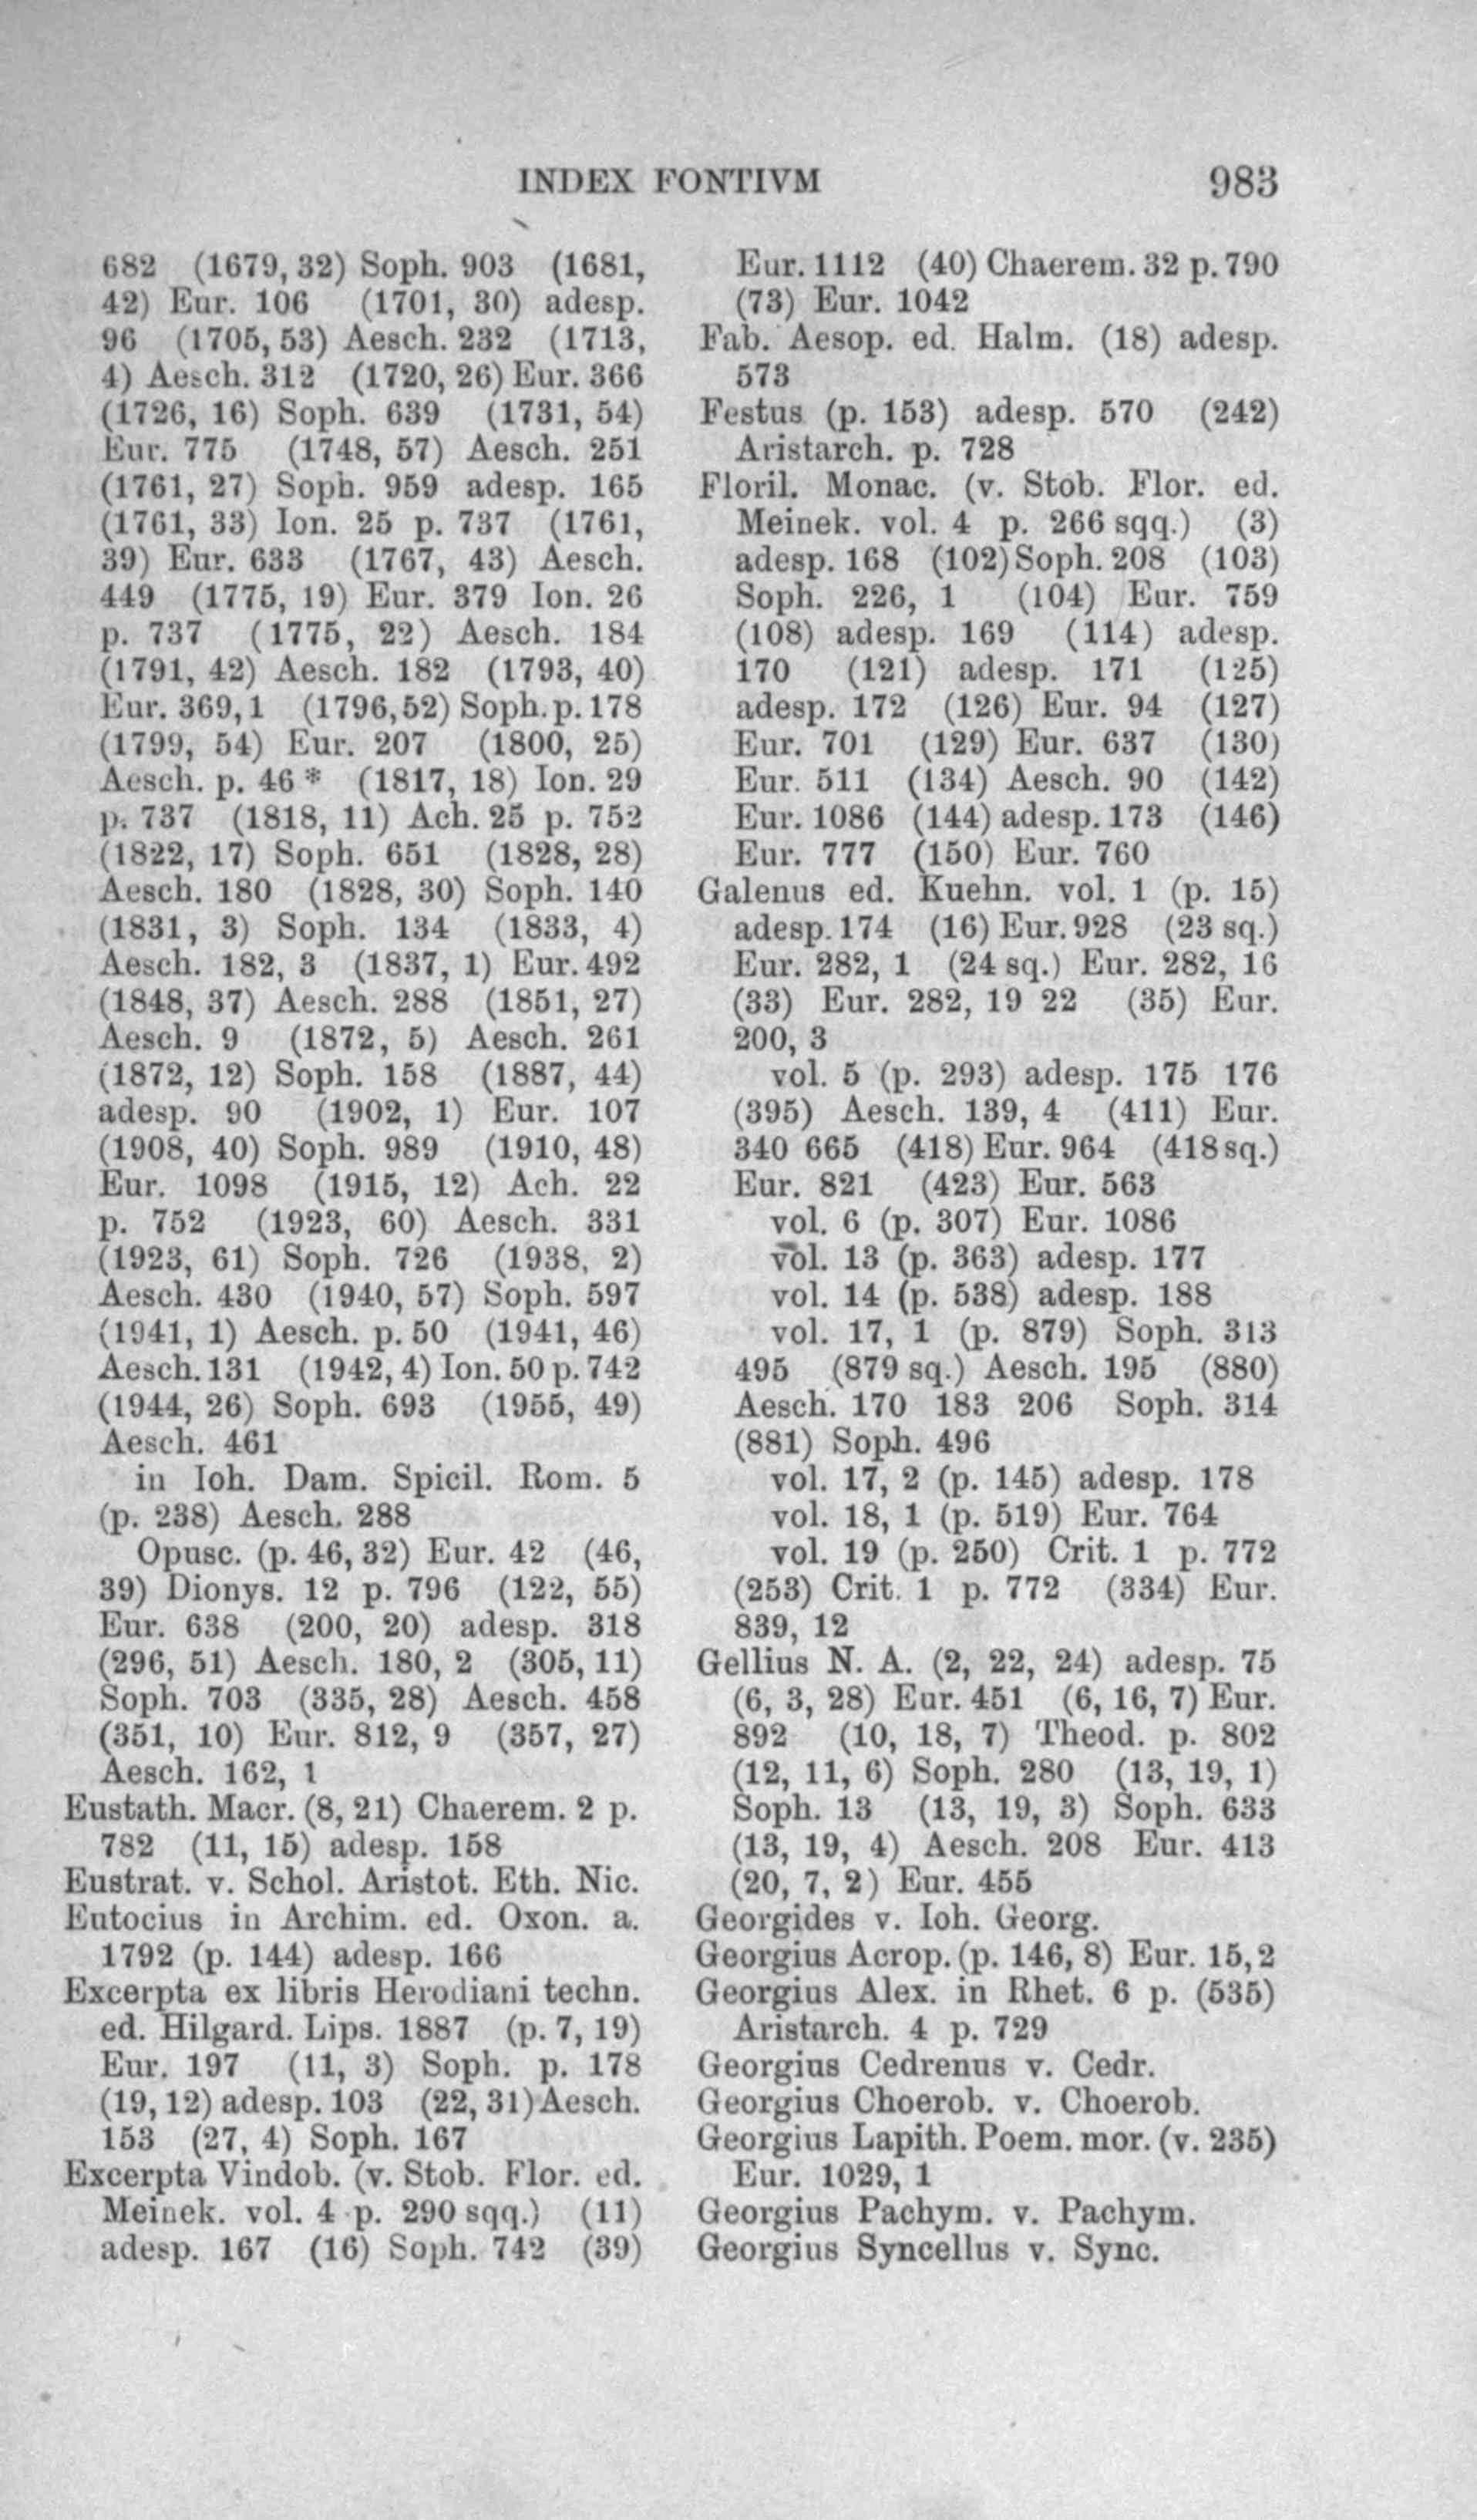 INDEX FONTIVM 983
682 (1679, 32) Soph. 903 (1681,
42) Eur. 106 (1701, 30) adesp.
96 (1705, 53) Aesch. 232 (1713,
4) Aesch. 312 (1720, 26) Eur. 366
(1726, 16) Soph. 639 (1731, 54)
Eur. 775 (1748, 57) Aesch. 251
(1761, 27) Soph. 959 adesp. 165
(1761, 33) Ion. 25 p. 737 (1761,
39) Eur. 633 (1767, 43) Aesch.
449 (1775, 19) Eur. 379 Ion. 26
p. 737 (1775, 22) Aesch. 184
(1791, 42) Aesch. 182 (1793, 40)
Eur. 369, 1 (1796, 52) Soph. p. 178
(1799, 54) Eur. 207 (1800, 25)
Aesch. p. 46 * (1817, 18) Ion. 29
p. 737 (1818, 11) Ach. 25 p. 752
(1822, 17) Soph. 651 (1828, 28)
Aesch. 180 (1828, 30) Soph. 140
(1831, 3) Soph. 134 (1833, 4)
Aesch. 182, 3 (1837, 1) Eur. 492
(1848, 37) Aesch. 288 (1851, 27)
Aesch. 9 (1872, 5) Aesch. 261
(1872, 12) Soph. 158 (1887, 44)
adesp. 90 (1902, 1) Eur. 107
(1908, 40) Soph. 989 (1910, 48)
Eur. 1098 (1915, 12) Ach. 22
p. 752 (1923, 60) Aesch. 331
(1923, 61) Soph. 726 (1938, 2)
Aesch. 430 (1940, 57) Soph. 597
(1941, 1) Aesch. p. 50 (1941, 46)
Aesch. 131 (1942, 4) Ion. 50 p. 742
(1944, 26) Soph. 693 (1955, 49)
Aesch. 461
in Ioh. Dam. Spicil. Rom. 5
(p. 238) Aesch. 288
Opusc. (p. 46, 32) Eur. 42 (46,
39) Dionys. 12 p. 796 (122, 55)
Eur. 638 (200, 20) adesp. 318
(296, 51) Aesch. 180, 2 (305, 11)
Soph. 703 (335, 28) Aesch. 458
(351, 10) Eur. 812, 9 (357, 27)
Aesch. 162, 1
Eustath. Macr. (8, 21) Chaerem. 2 p.
782 (11, 15) adesp. 158
Eustrat. v. Schol. Aristot. Eth. Nic.
Eutocius in Archim. ed. Oxon. a.
1792 (p. 144) adesp. 166
Excerpta ex libris Herodiani techn.
ed. Hilgard. Lips. 1887 (p. 7, 19)
Eur. 197 (11, 3) Soph. p. 178
(19, 12) adesp. 103 (22, 31) Aesch.
153 (27, 4) Soph. 167
Excerpta Vindob. (v. Stob. Flor. ed.
Meinek. vol. 4 p. 290 sqq.) (11)
adesp. 167 (16) Soph. 742 (39)
Eur. 1112 (40) Chaerem. 32 p. 790
(73) Eur. 1042
Fab. Aesop. ed. Halm. (18) adesp.
573
Festus (p. 153) adesp. 570 (242)
Aristarch. p. 728
Floril. Monac. (v. Stob. Flor. ed.
Meinek. vol. 4 p. 266 sqq.) (3)
adesp. 168 (102) Soph. 208 (103)
Soph. 226, 1 (104) Eur. 759
(108) adesp. 169 (114) adesp.
170 (121) adesp. 171 (125)
adesp. 172 (126) Eur. 94 (127)
Eur. 701 (129) Eur. 637 (130)
Eur. 511 (134) Aesch. 90 (142)
Eur. 1086 (144) adesp. 173 (146)
Eur. 777 (150) Eur. 760
Galenus ed. Kuehn. vol. 1 (p. 15)
adesp. 174 (16) Eur. 928 (23 sq.)
Eur. 282, 1 (24 sq.) Eur. 282, 16
(33) Eur. 282, 19 22 (35) Eur.
200, 3
vol. 5 (p. 293) adesp. 175 176
(395) Aesch. 139, 4 (411) Eur.
340 665 (418) Eur. 964 (418 sq.)
Eur. 821 (423) Eur. 563
vol. 6 (p. 307) Eur. 1086
vol. 13 (p. 363) adesp. 177
vol. 14 (p. 538) adesp. 188
vol. 17, 1 (p. 879) Soph. 313
495 (879 sq.) Aesch. 195 (880)
Aesch. 170 183 206 Soph. 314
(881) Soph. 496
vol. 17, 2 (p. 145) adesp. 178
vol. 18, 1 (p. 519) Eur. 764
vol. 19 (p. 250) Crit. 1 p. 772
(253) Crit. 1 p. 772 (334) Eur.
839, 12
Gellius N. A. (2, 22, 24) adesp. 75
(6, 3, 28) Eur. 451 (6, 16, 7) Eur.
892 (10, 18, 7) Theod. p. 802
(12, 11, 6) Soph. 280 (13, 19, 1)
Soph. 13 (13, 19, 3) Soph. 633
(13, 19, 4) Aesch. 208 Eur. 413
(20, 7, 2) Eur. 455
Georgides v. Ioh. Georg.
Georgius Acrop. (p. 146, 8) Eur. 15, 2
Georgius Alex. in Rhet. 6 p. (535)
Aristarch. 4 p. 729
Georgius Cedrenus v. Cedr.
Georgius Choerob. v. Choerob.
Georgius Lapith. Poem. mor. (v. 235)
Eur. 1029, 1
Georgius Pachym. v. Pachym.
Georgius Syncellus v. Sync.